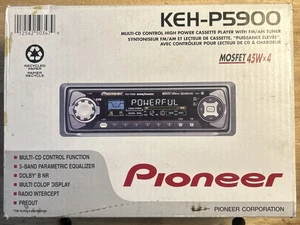 KEH-P5900
MULTI-CD CONTROL HIGH POWER CASSETTE PLAYER WITH FM/AM TUNER
SYNTONISEUR FM/AM ET LECTEUR DE CASSETTE, "PUISSANCE ÉLEVÉE"
AVEC CONTRÔLEUR POUR LECTEUR DE CD À CHARGEUR
RECYCLED
PAPER
PAPIER
RECYCLÉ
MOSFET 45W×4
Pioneer
POWERFUL
• MULTI-CD CONTROL FUNCTION
• 3-BAND PARAMETRIC EQUALIZER
• DOLBY B NR
• MULTI COLOR DISPLAY
• RADIO INTERCEPT
• PREOUT
Pioneer
PIONEER CORPORATION